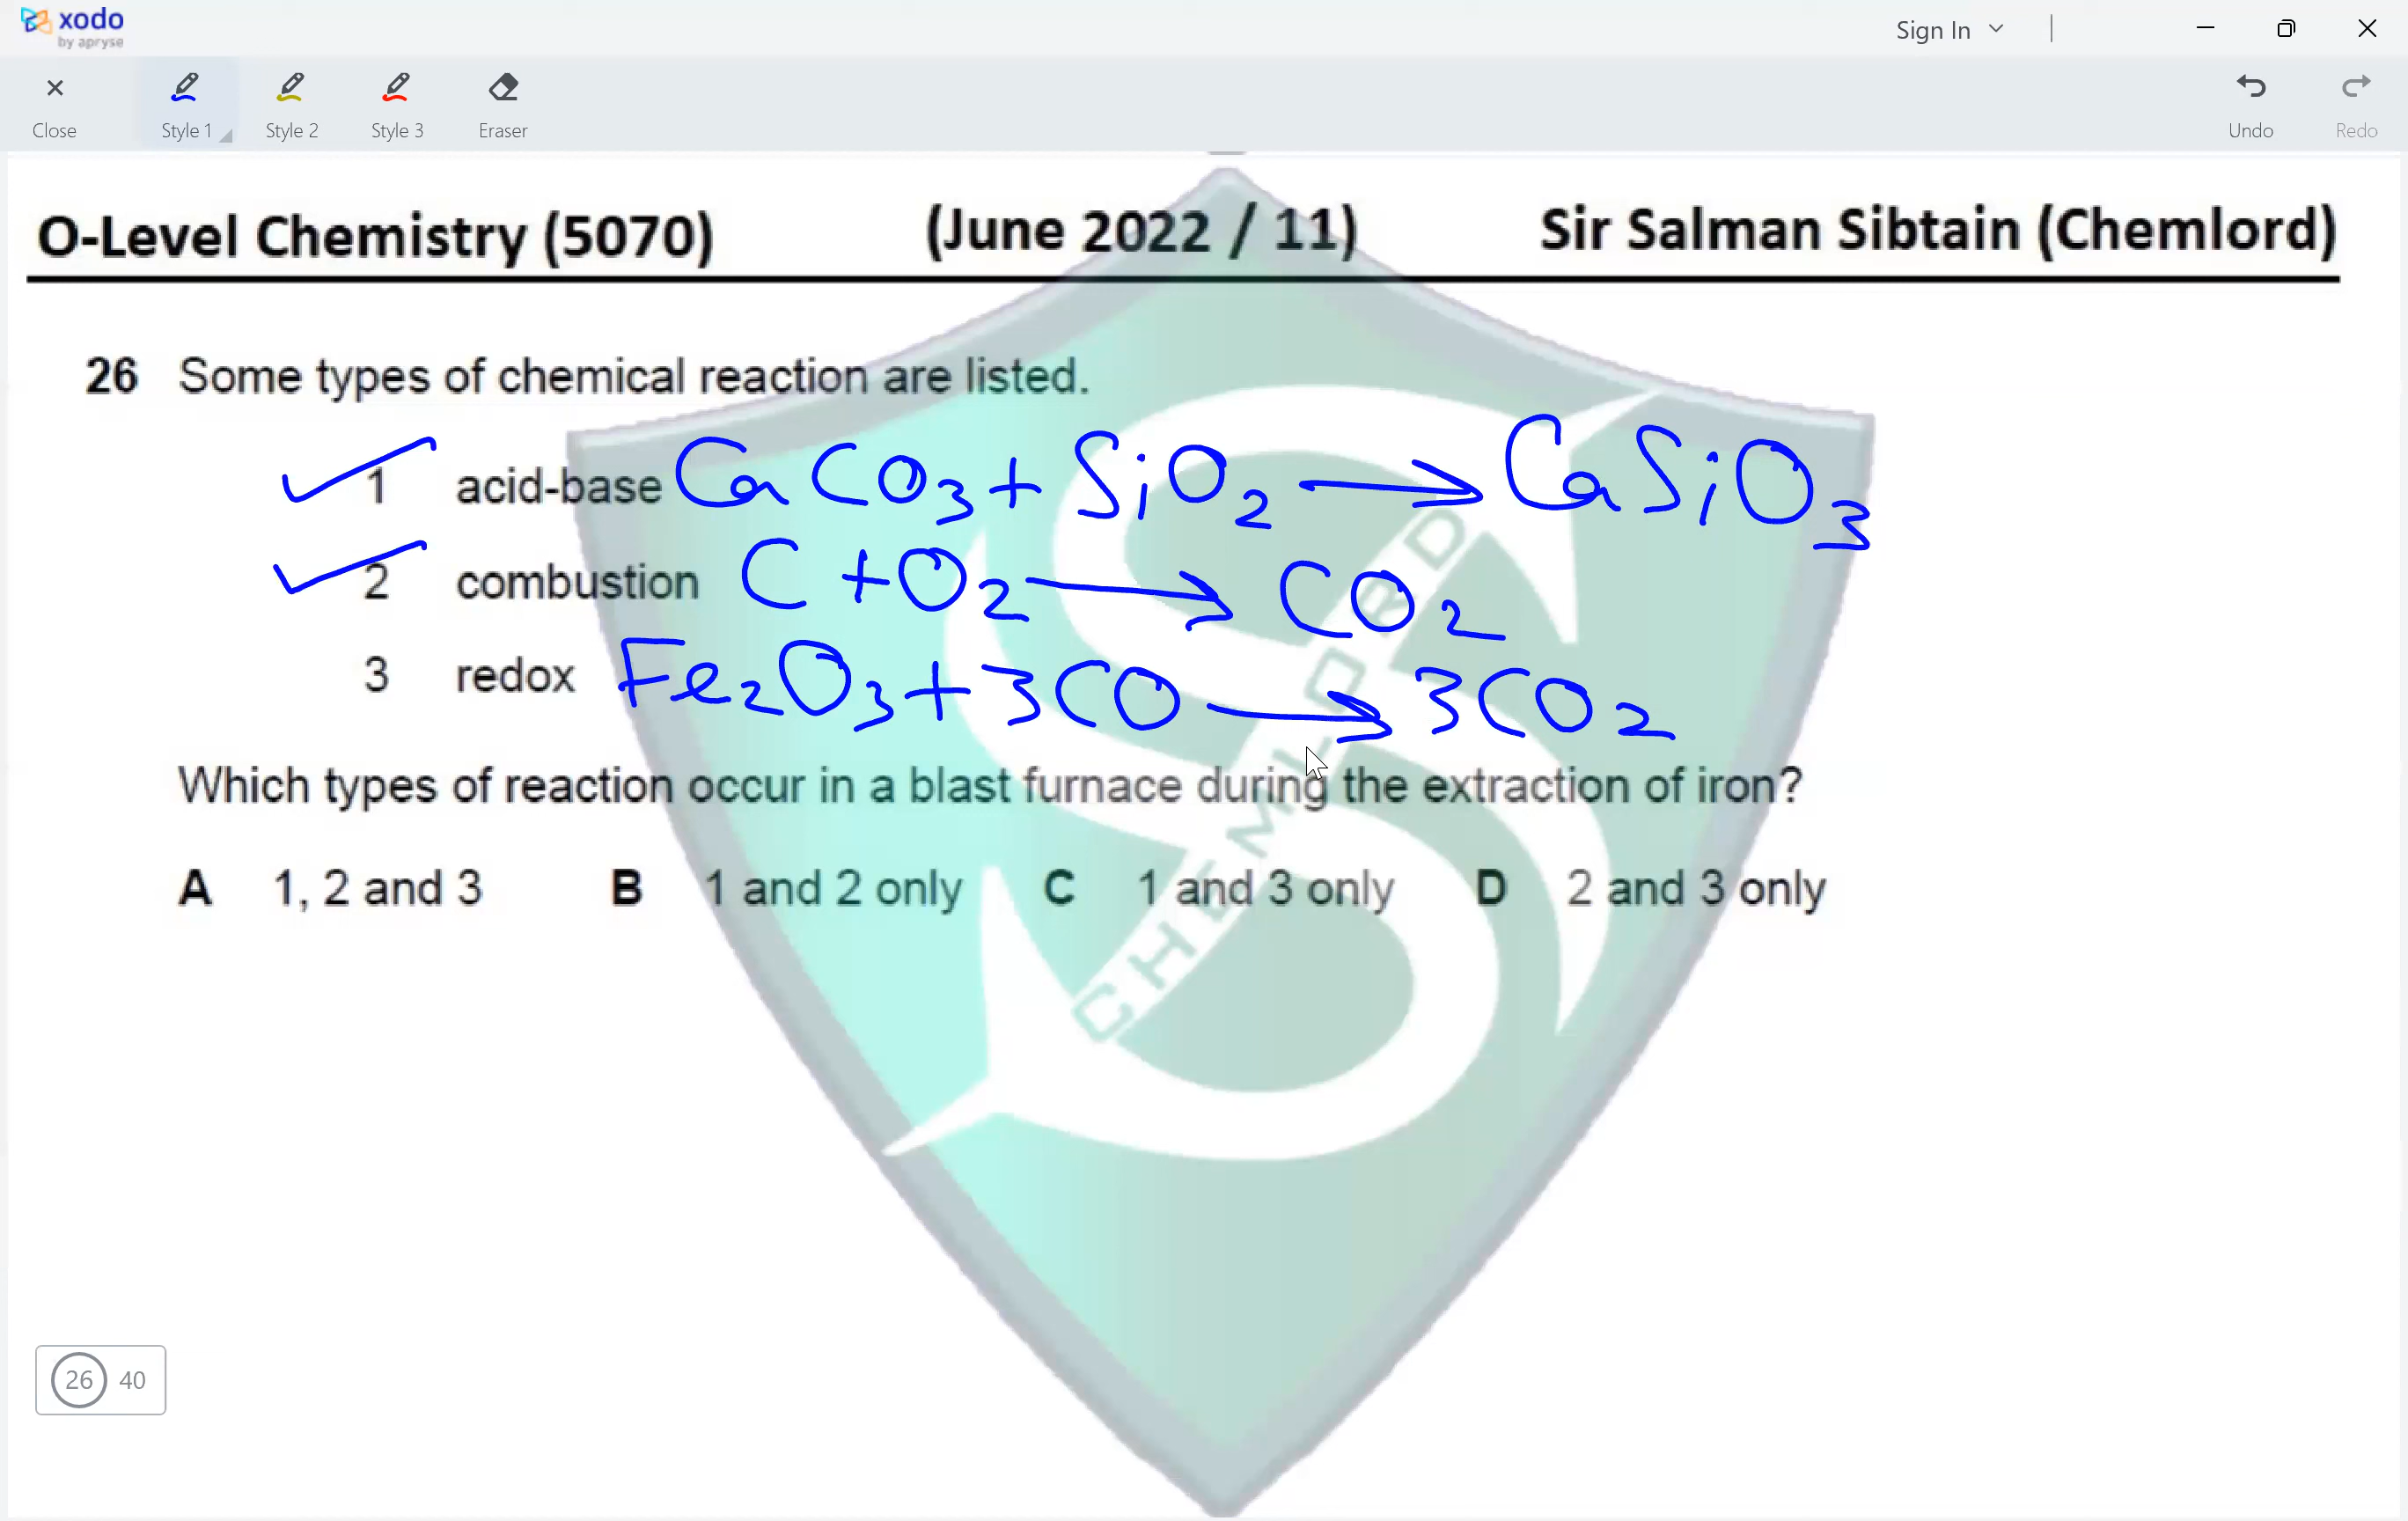 xodo
by apryse
Sign In
Close
Style 1
Style 2
Style 3
Eraser
Undo
Redo
O-Level Chemistry (5070) (June 2022 / 11) Sir Salman Sibtain (Chemlord)
26 Some types of chemical reaction are listed.
1 acid-base CaCO₃ + SiO₂ → CaSiO₃
2 combustion C + O₂ → CO₂
3 redox Fe₂O₃ + 3CO → 3CO₂
Which types of reaction occur in a blast furnace during the extraction of iron?
A 1, 2 and 3 B 1 and 2 only C 1 and 3 only D 2 and 3 only
CHEMLORD
26 40